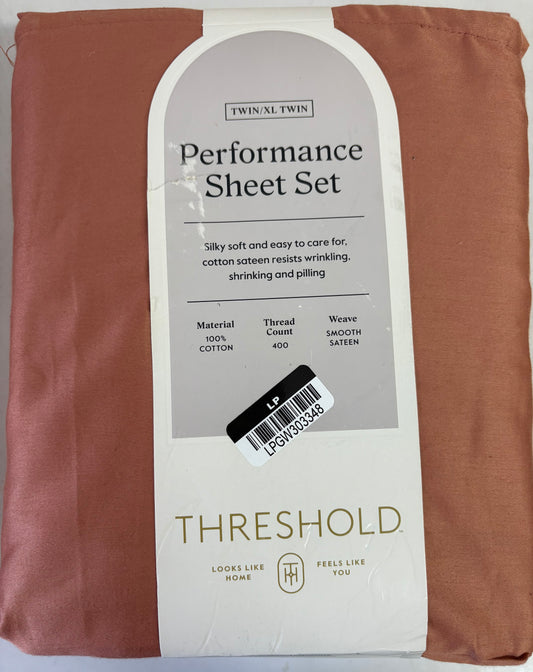 TWIN/XL TWIN
Performance
Sheet Set
Silky soft and easy to care for,
cotton sateen resists wrinkling,
shrinking and pilling
Material
100%
COTTON
Thread
Count
400
Weave
SMOOTH
SATEEN
LP
LPGW303348
THRESHOLD™
LOOKS LIKE
HOME
FEELS LIKE
YOU